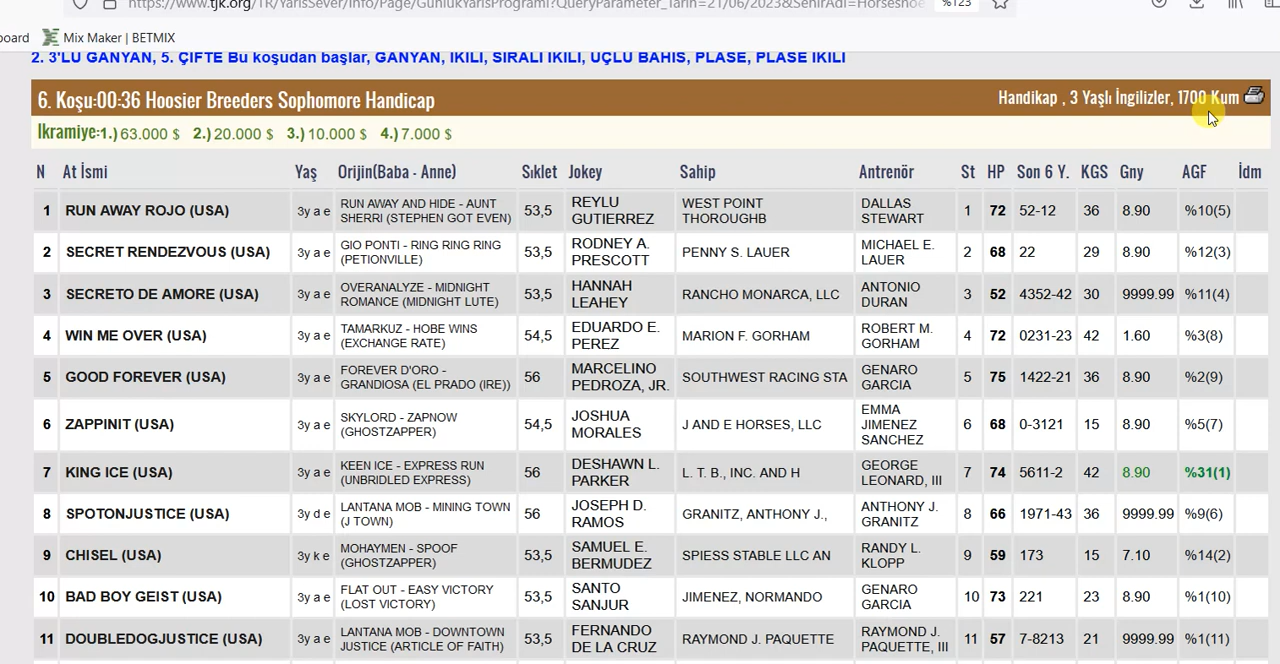 https://www.tjk.org/TR/YarisSever/Info/Page/GunlukYarisProgrami?QueryParameter_Tarih=21/06/2023&SehirAdi=Horseshoe
%123
board Mix Maker | BETMIX
2. 3'LÜ GANYAN, 5. ÇİFTE Bu koşudan başlar, GANYAN, İKİLİ, SIRALI İKİLİ, ÜÇLÜ BAHİS, PLASE, PLASE İKİLİ
6. Koşu:00:36 Hoosier Breeders Sophomore Handicap Handikap , 3 Yaşlı İngilizler, 1700 Kum
İkramiye:1.) 63.000 $ 2.) 20.000 $ 3.) 10.000 $ 4.) 7.000 $
N At İsmi Yaş Orijin(Baba - Anne) Sıklet Jokey Sahip Antrenör St HP Son 6 Y. KGS Gny AGF İdm
1 RUN AWAY ROJO (USA) 3y a e RUN AWAY AND HIDE - AUNT SHERRI (STEPHEN GOT EVEN) 53,5 REYLU GUTIERREZ WEST POINT THOROUGHB DALLAS STEWART 1 72 52-12 36 8.90 %10(5)
2 SECRET RENDEZVOUS (USA) 3y a e GIO PONTI - RING RING RING (PETIONVILLE) 53,5 RODNEY A. PRESCOTT PENNY S. LAUER MICHAEL E. LAUER 2 68 22 29 8.90 %12(3)
3 SECRETO DE AMORE (USA) 3y a e OVERANALYZE - MIDNIGHT ROMANCE (MIDNIGHT LUTE) 53,5 HANNAH LEAHEY RANCHO MONARCA, LLC ANTONIO DURAN 3 52 4352-42 30 9999.99 %11(4)
4 WIN ME OVER (USA) 3y a e TAMARKUZ - HOBE WINS (EXCHANGE RATE) 54,5 EDUARDO E. PEREZ MARION F. GORHAM ROBERT M. GORHAM 4 72 0231-23 42 1.60 %3(8)
5 GOOD FOREVER (USA) 3y a e FOREVER D'ORO - GRANDIOSA (EL PRADO (IRE)) 56 MARCELINO PEDROZA, JR. SOUTHWEST RACING STA GENARO GARCIA 5 75 1422-21 36 8.90 %2(9)
6 ZAPPINIT (USA) 3y a e SKYLORD - ZAPNOW (GHOSTZAPPER) 54,5 JOSHUA MORALES J AND E HORSES, LLC EMMA JIMENEZ SANCHEZ 6 68 0-3121 15 8.90 %5(7)
7 KING ICE (USA) 3y a e KEEN ICE - EXPRESS RUN (UNBRIDLED EXPRESS) 56 DESHAWN L. PARKER L. T. B., INC. AND H GEORGE LEONARD, III 7 74 5611-2 42 8.90 %31(1)
8 SPOTONJUSTICE (USA) 3y d e LANTANA MOB - MINING TOWN (J TOWN) 56 JOSEPH D. RAMOS GRANITZ, ANTHONY J., ANTHONY J. GRANITZ 8 66 1971-43 36 9999.99 %9(6)
9 CHISEL (USA) 3y k e MOHAYMEN - SPOOF (GHOSTZAPPER) 53,5 SAMUEL E. BERMUDEZ SPIESS STABLE LLC AN RANDY L. KLOPP 9 59 173 15 7.10 %14(2)
10 BAD BOY GEIST (USA) 3y a e FLAT OUT - EASY VICTORY (LOST VICTORY) 53,5 SANTO SANJUR JIMENEZ, NORMANDO GENARO GARCIA 10 73 221 23 8.90 %1(10)
11 DOUBLEDOGJUSTICE (USA) 3y a e LANTANA MOB - DOWNTOWN JUSTICE (ARTICLE OF FAITH) 53,5 FERNANDO DE LA CRUZ RAYMOND J. PAQUETTE RAYMOND J. PAQUETTE, III 11 57 7-8213 21 9999.99 %1(11)